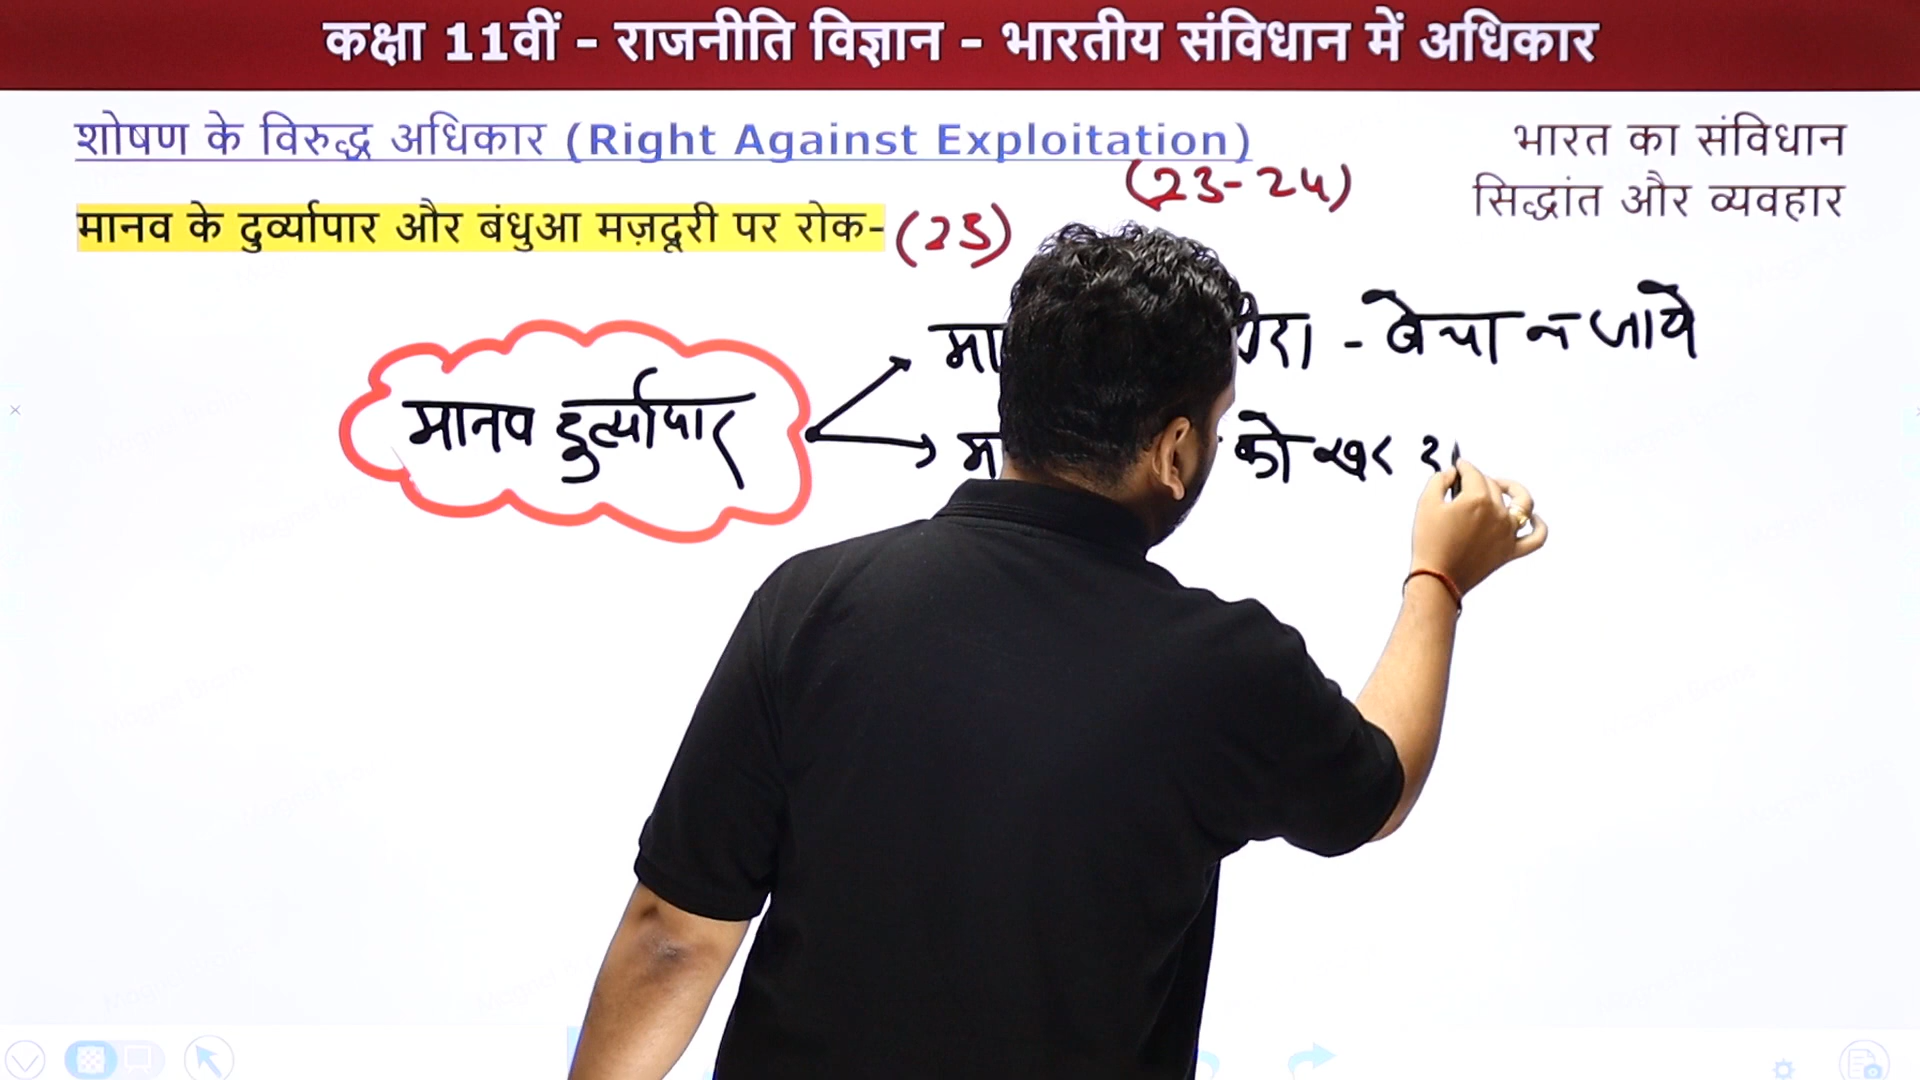 कक्षा 11वीं - राजनीति विज्ञान - भारतीय संविधान में अधिकार
शोषण के विरुद्ध अधिकार (Right Against Exploitation)
भारत का संविधान
सिद्धांत और व्यवहार
(23-24)
मानव के दुर्व्यापार और बंधुआ मज़दूरी पर रोक- (23)
- बेचा न जाये
मानव दुर्व्यापार
को